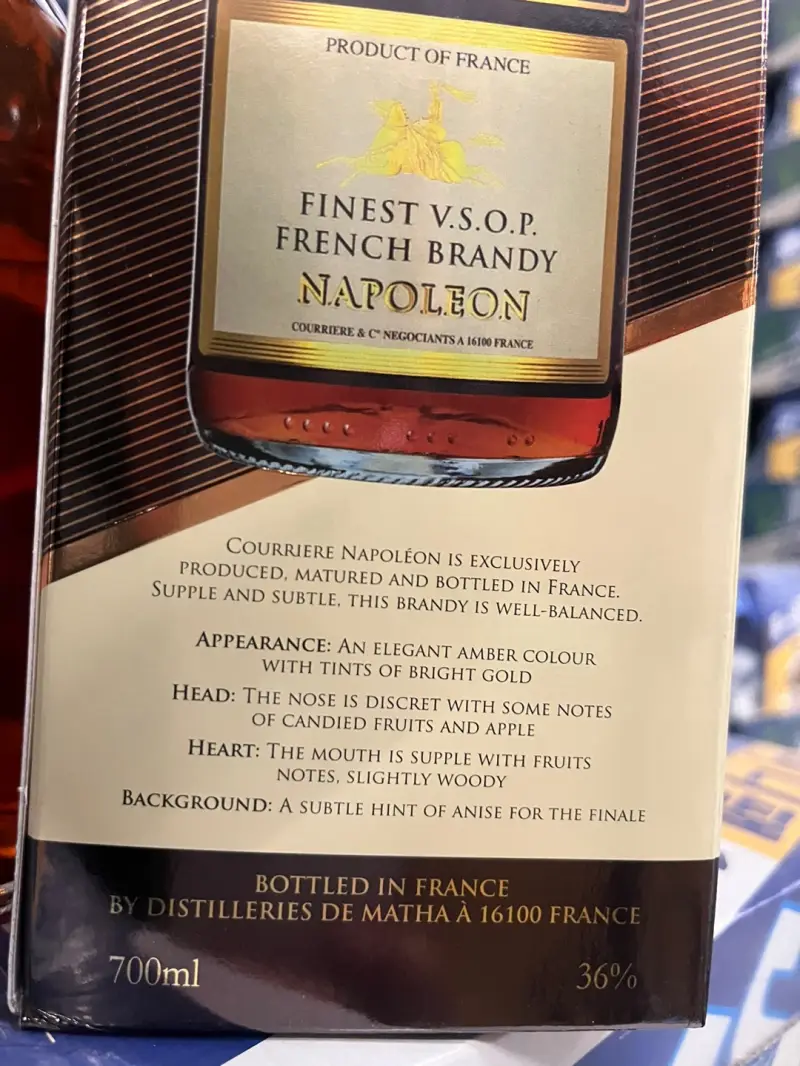 PRODUCT OF FRANCE
FINEST V.S.O.P.
FRENCH BRANDY
NAPOLEON
COURRIERE & Cº NEGOCIANTS A 16100 FRANCE
COURRIERE NAPOLÉON IS EXCLUSIVELY
PRODUCED, MATURED AND BOTTLED IN FRANCE.
SUPPLE AND SUBTLE, THIS BRANDY IS WELL-BALANCED.
APPEARANCE: AN ELEGANT AMBER COLOUR
WITH TINTS OF BRIGHT GOLD
HEAD: THE NOSE IS DISCRET WITH SOME NOTES
OF CANDIED FRUITS AND APPLE
HEART: THE MOUTH IS SUPPLE WITH FRUITS
NOTES, SLIGHTLY WOODY
BACKGROUND: A SUBTLE HINT OF ANISE FOR THE FINALE
BOTTLED IN FRANCE
BY DISTILLERIES DE MATHA À 16100 FRANCE
700ml
36%